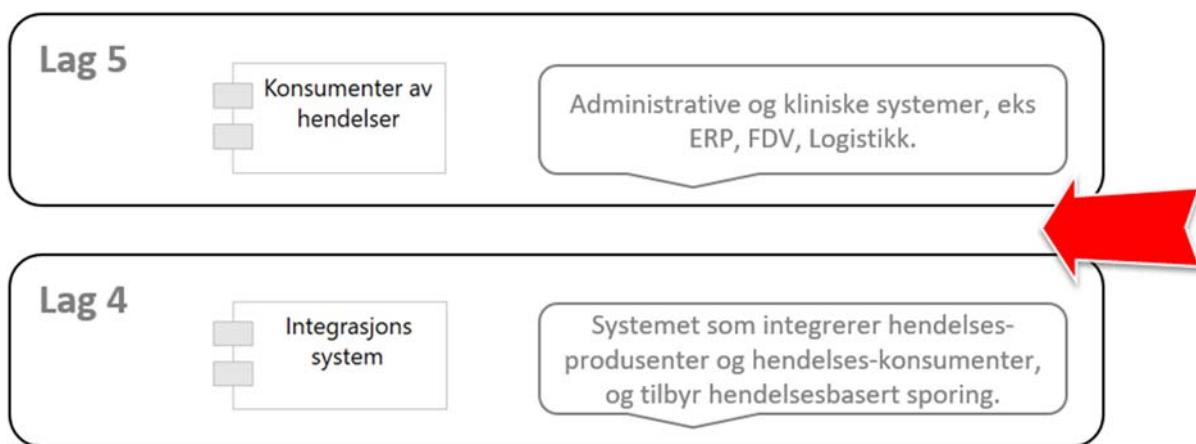 Lag 5
Konsumenter av
hendelser
Administrative og kliniske systemer, eks
ERP, FDV, Logistikk.
Lag 4
Integrasjons
system
Systemet som integrerer hendelses-
produsenter og hendelses-konsumenter,
og tilbyr hendelsesbasert sporing.